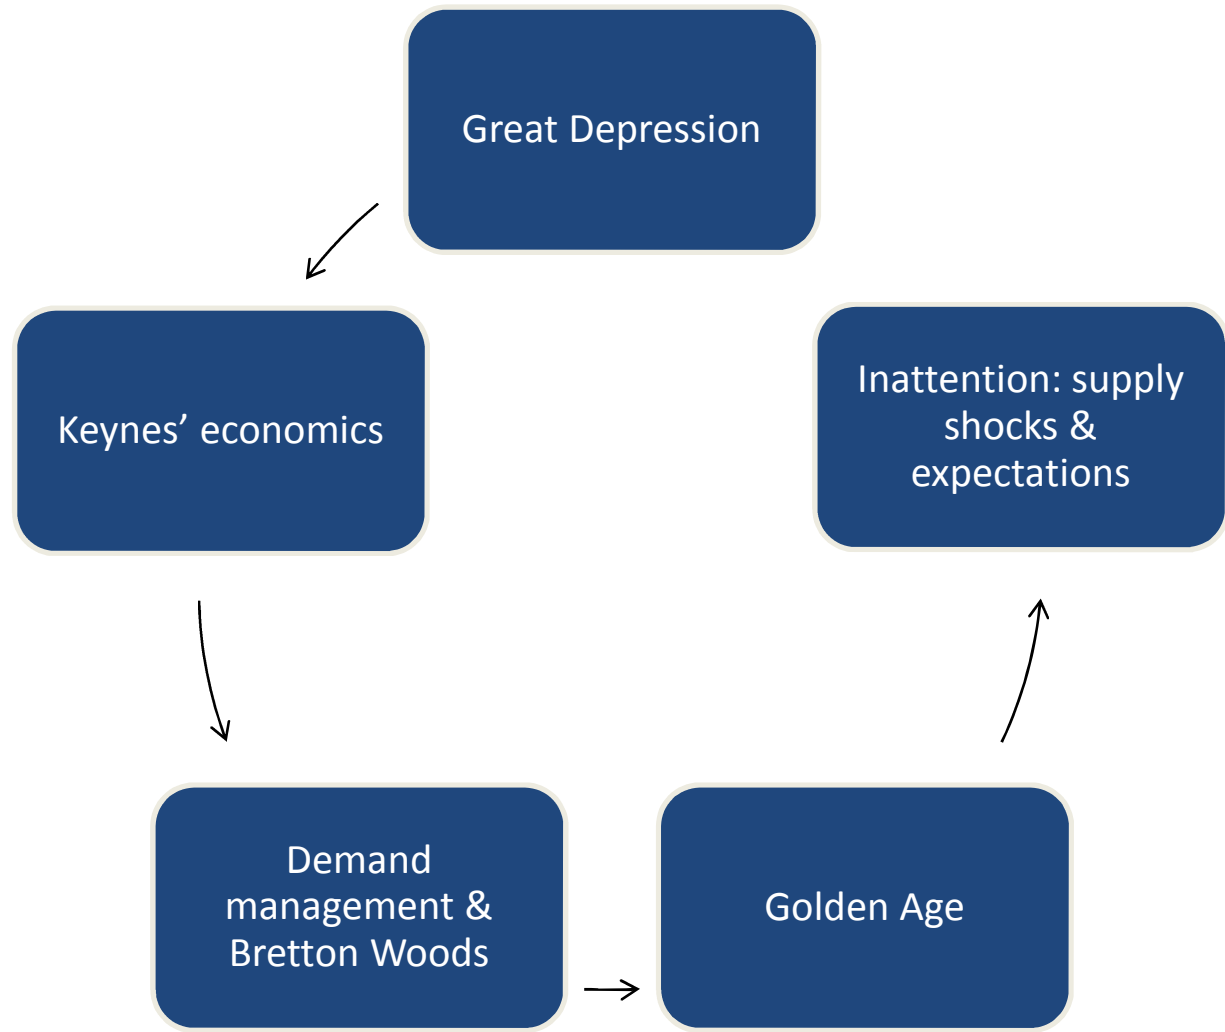 Great Depression
Keynes’ economics
Demand
management &
Bretton Woods
Golden Age
Inattention: supply
shocks &
expectations